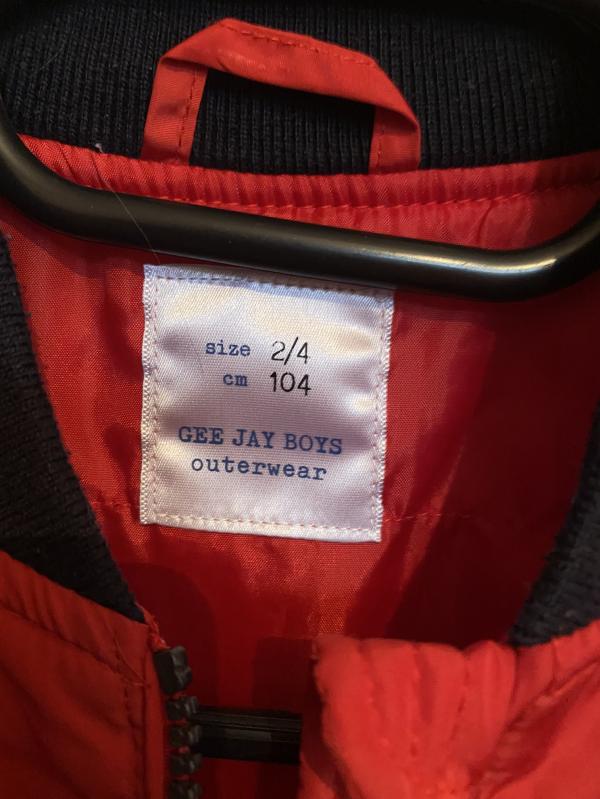 size 2/4
cm 104
GEE JAY BOYS
outerwear